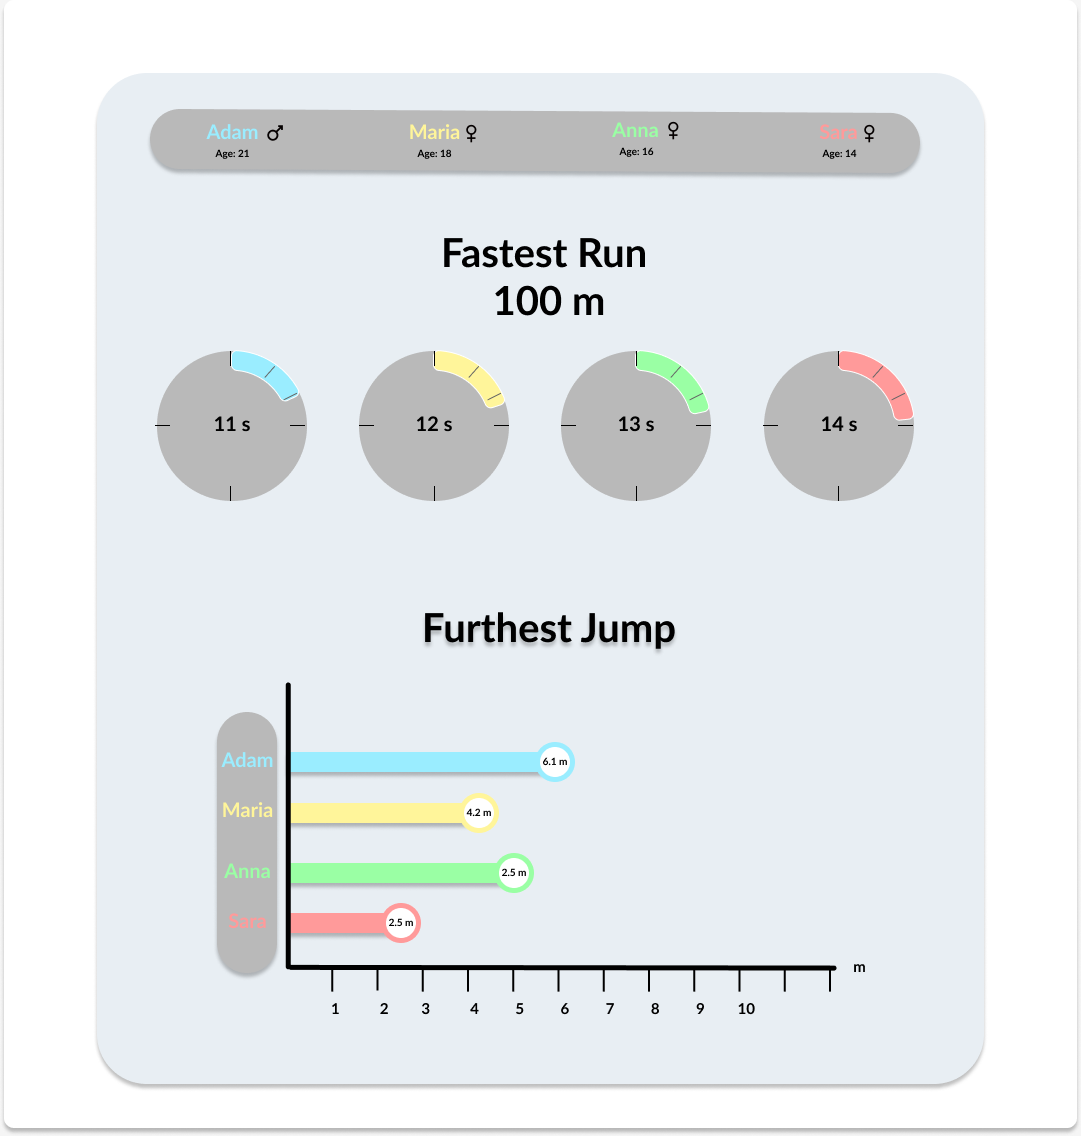 Adam ♂ Maria ♀ Anna ♀ Sara ♀
Age: 21 Age: 18 Age: 16 Age: 14
Fastest Run
100 m
11 s 12 s 13 s 14 s
Furthest Jump
Adam 6.1 m
Maria 4.2 m
Anna 2.5 m
Sara 2.5 m
m
1 2 3 4 5 6 7 8 9 10